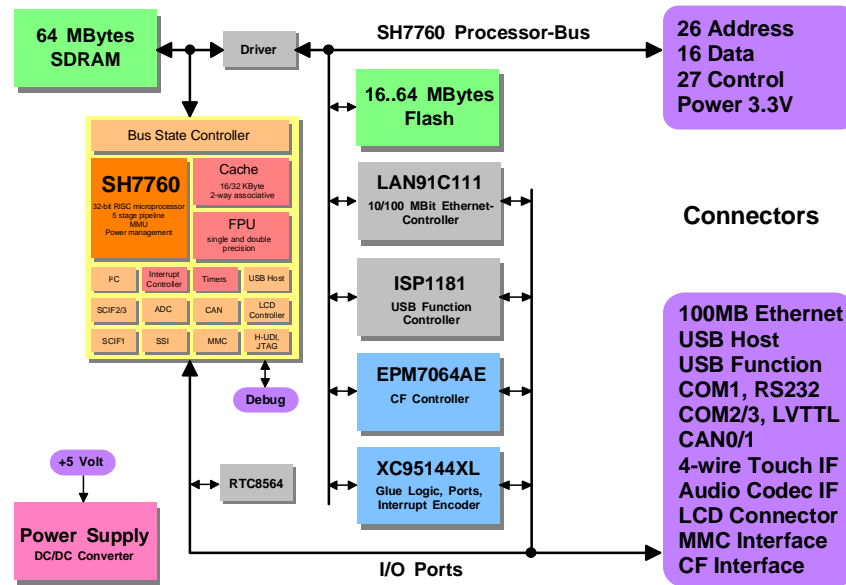 64 MBytes
SDRAM
Driver
SH7760 Processor-Bus
26 Address
16 Data
27 Control
Power 3.3V
16..64 MBytes
Flash
Bus State Controller
SH7760
32-bit RISC microprocessor
5 stage pipeline
MMU
Power management
Cache
16/32 KByte
2-way associative
FPU
single and double
precision
I²C
Interrupt
Controller
Timers
USB Host
SCIF2/3
ADC
CAN
LCD
Controller
SCIF1
SSI
MMC
H-UDI,
JTAG
Debug
LAN91C111
10/100 MBit Ethernet-
Controller
ISP1181
USB Function
Controller
EPM7064AE
CF Controller
XC95144XL
Glue Logic, Ports,
Interrupt Encoder
Connectors
100MB Ethernet
USB Host
USB Function
COM1, RS232
COM2/3, LVTTL
CAN0/1
4-wire Touch IF
Audio Codec IF
LCD Connector
MMC Interface
CF Interface
+5 Volt
Power Supply
DC/DC Converter
RTC8564
I/O Ports